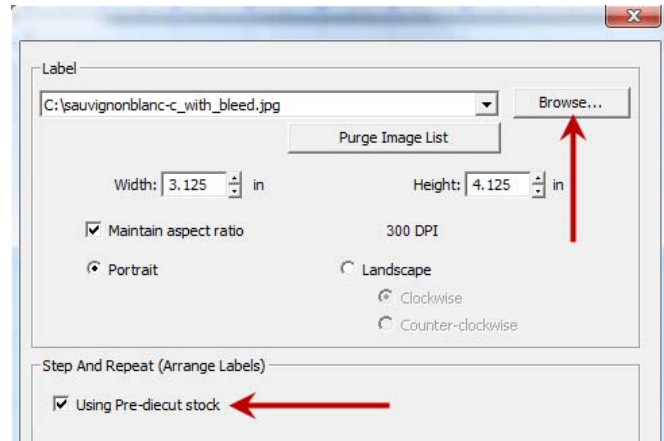 Label
C:\sauvignonblanc-c_with_bleed.jpg Browse...
Purge Image List
Width: 3.125 in Height: 4.125 in
Maintain aspect ratio 300 DPI
Portrait Landscape
Clockwise
Counter-clockwise
Step And Repeat (Arrange Labels)
Using Pre-diecut stock